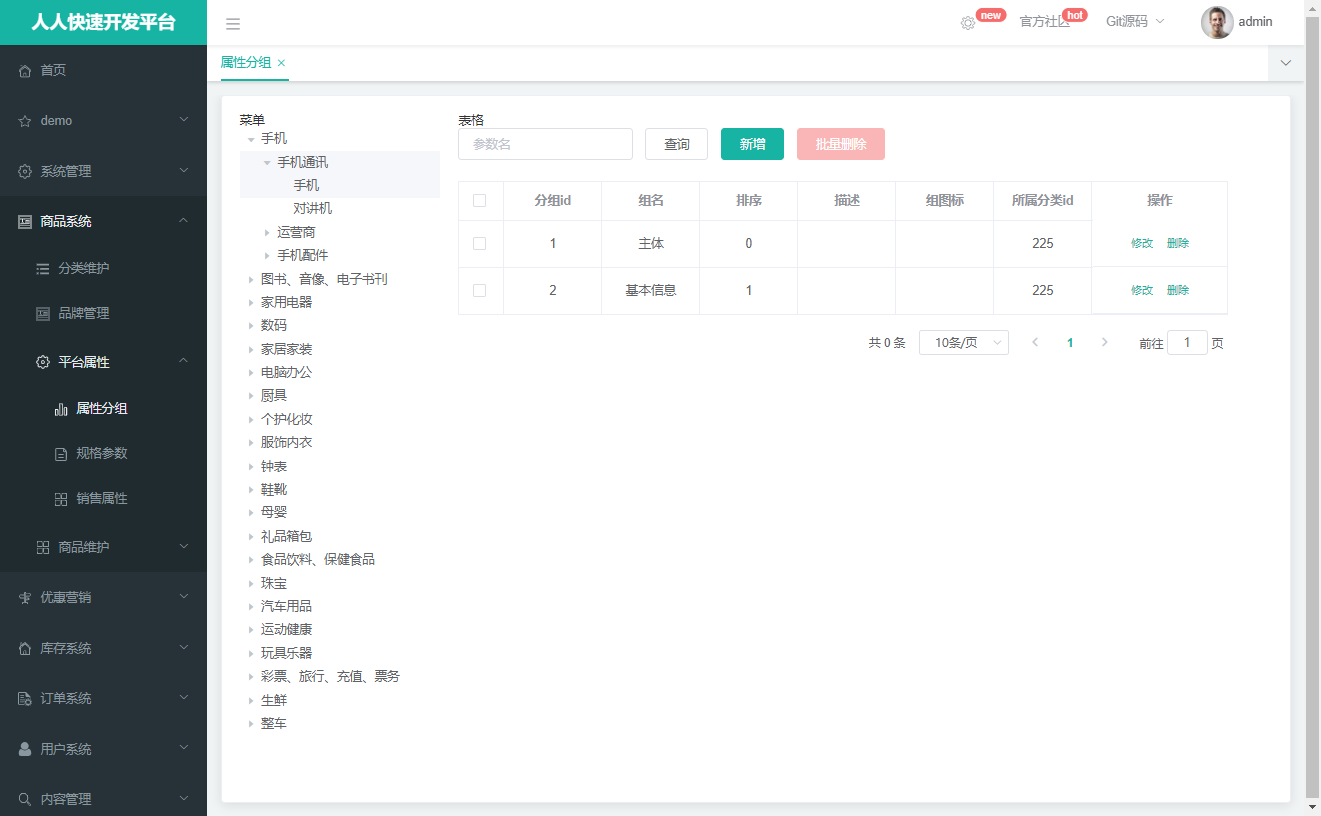 人人快速开发平台
new
官方社区
hot
Git源码
admin
首页
demo
系统管理
商品系统
分类维护
品牌管理
平台属性
属性分组
规格参数
销售属性
商品维护
优惠营销
库存系统
订单系统
用户系统
内容管理
属性分组
菜单
手机
手机通讯
手机
对讲机
运营商
手机配件
图书、音像、电子书刊
家用电器
数码
家居家装
电脑办公
厨具
个护化妆
服饰内衣
钟表
鞋靴
母婴
礼品箱包
食品饮料、保健食品
珠宝
汽车用品
运动健康
玩具乐器
彩票、旅行、充值、票务
生鲜
整车
表格
参数名 查询 新增 批量删除
分组id 组名 排序 描述 组图标 所属分类id 操作
1 主体 0 225 修改 删除
2 基本信息 1 225 修改 删除
共 0 条 10条/页 1 前往 1 页